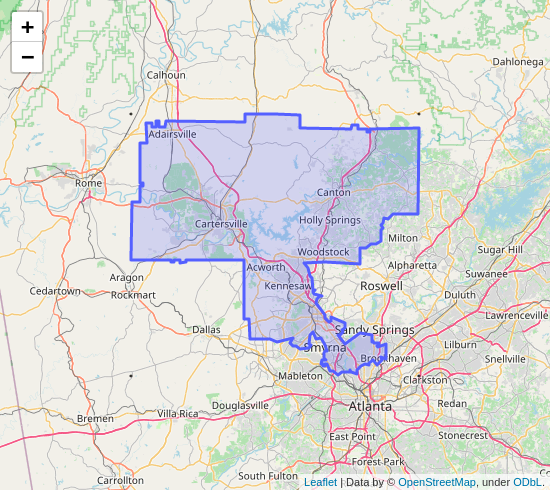 +
−
Dahlonega
Calhoun
Adairsville
Rome
Canton
Cartersville
Holly Springs
Milton
Woodstock
Sugar Hill
Acworth
Alpharetta
Suwanee
Aragon
Kennesaw
Roswell
Cedartown
Rockmart
Duluth
Lawrenceville
Dallas
Sandy Springs
Smyrna
Lilburn
Brookhaven
Snellville
Mableton
Clarkston
Douglasville
Atlanta
Redan
Villa Rica
Bremen
East Point
Stonecrest
Forest Park
South Fulton
Carrollton
Leaflet | Data by © OpenStreetMap, under ODbL.